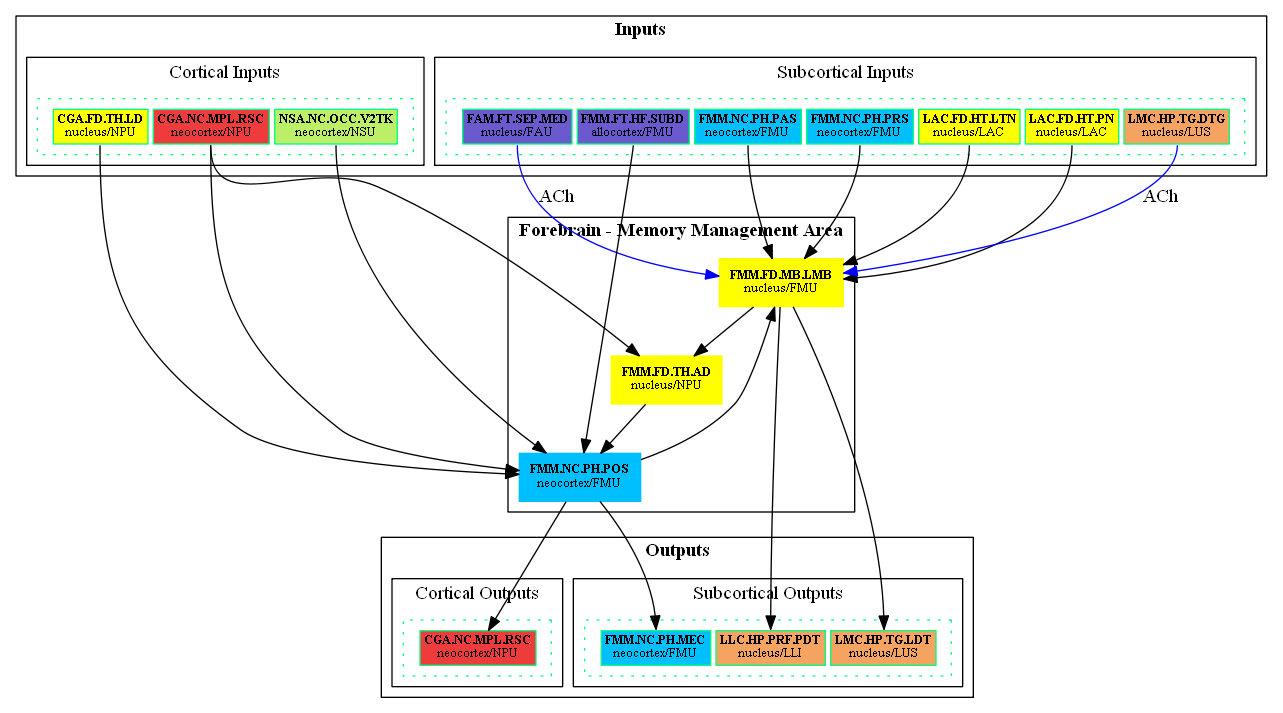 Inputs
Cortical Inputs
Subcortical Inputs
CGA.FD.TH.LD
nucleus/NPU
CGA.NC.MPL.RSC
neocortex/NPU
NSA.NC.OCC.V2TK
neocortex/NSU
FAM.FT.SEP.MED
nucleus/FAU
FMM.FT.HF.SUBD
allocortex/FMU
FMM.NC.PH.PAS
neocortex/FMU
FMM.NC.PH.PRS
neocortex/FMU
LAC.FD.HT.LTN
nucleus/LAC
LAC.FD.HT.PN
nucleus/LAC
LMC.HP.TG.DTG
nucleus/LUS
ACh
ACh
Forebrain - Memory Management Area
FMM.FD.MB.LMB
nucleus/FMU
FMM.FD.TH.AD
nucleus/NPU
FMM.NC.PH.POS
neocortex/FMU
Outputs
Cortical Outputs
Subcortical Outputs
CGA.NC.MPL.RSC
neocortex/NPU
FMM.NC.PH.MEC
neocortex/FMU
LLC.HP.PRF.PDT
nucleus/LLI
LMC.HP.TG.LDT
nucleus/LUS